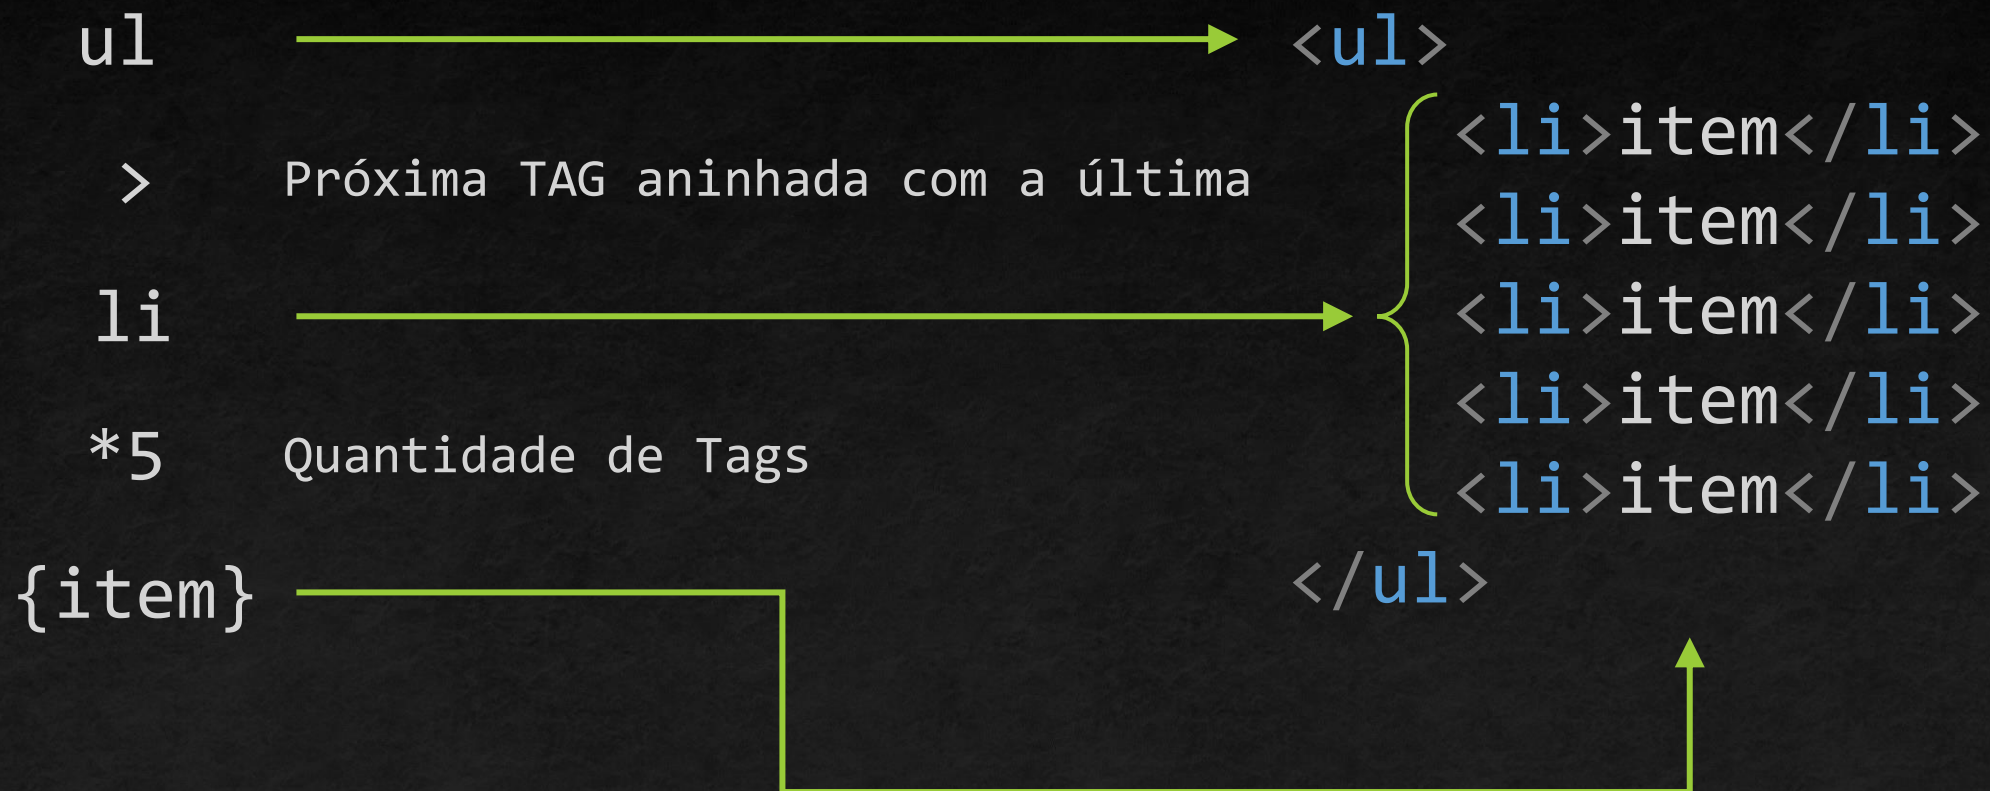 ul
<ul>
<li>item</li>
> Próxima TAG aninhada com a última
<li>item</li>
li
<li>item</li>
<li>item</li>
*5 Quantidade de Tags
<li>item</li>
{item}
</ul>